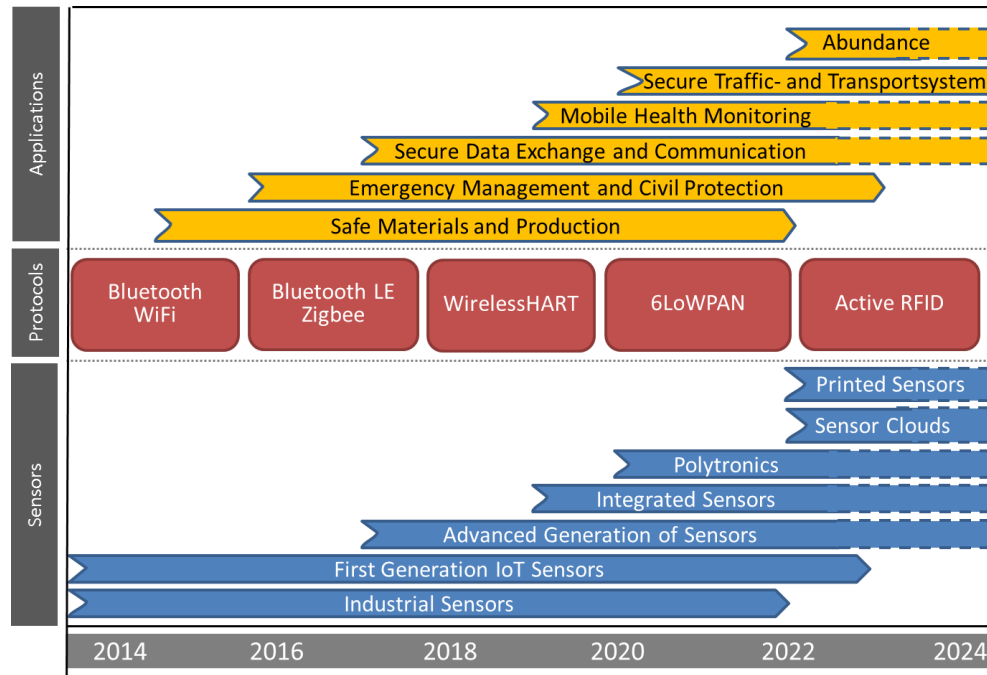 Applications
Abundance
Secure Traffic- and Transportsystem
Mobile Health Monitoring
Secure Data Exchange and Communication
Emergency Management and Civil Protection
Safe Materials and Production
Protocols
Bluetooth
WiFi
Bluetooth LE
Zigbee
WirelessHART
6LoWPAN
Active RFID
Sensors
Printed Sensors
Sensor Clouds
Polytronics
Integrated Sensors
Advanced Generation of Sensors
First Generation IoT Sensors
Industrial Sensors
2014 2016 2018 2020 2022 2024